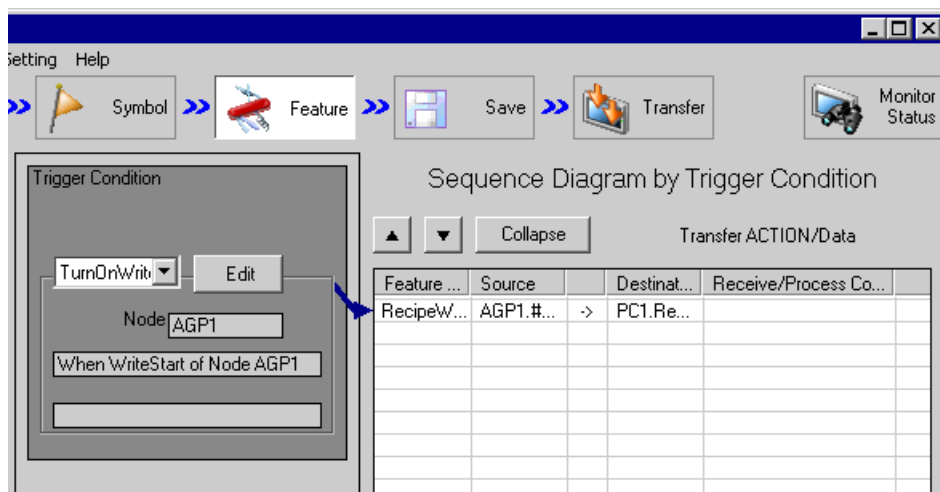 Setting Help
Symbol
Feature
Save
Transfer
Monitor
Status
Trigger Condition
TurnOnWrit
Edit
Node
AGP1
When WriteStart of Node AGP1
Sequence Diagram by Trigger Condition
Collapse
Transfer ACTION/Data
Feature ... Source Destinat... Receive/Process Co...
RecipeW... AGP1.#... -> PC1.Re...